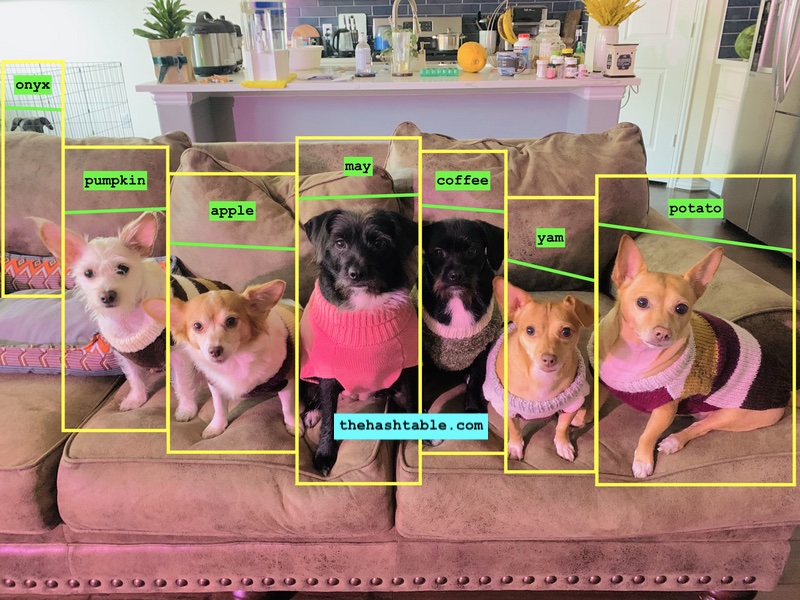 onyx
pumpkin
apple
may
coffee
yam
potato
thehashtable.com